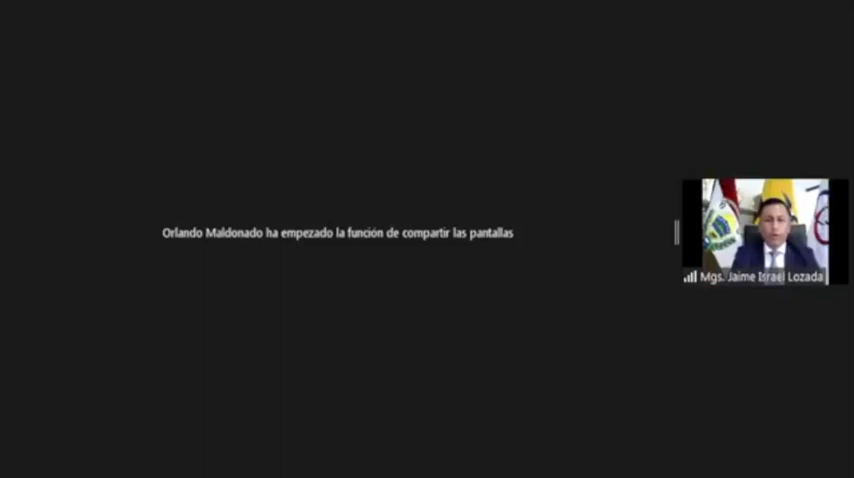 Orlando Maldonado ha empezado la función de compartir las pantallas
Mgs. Jaime Israel Lozada